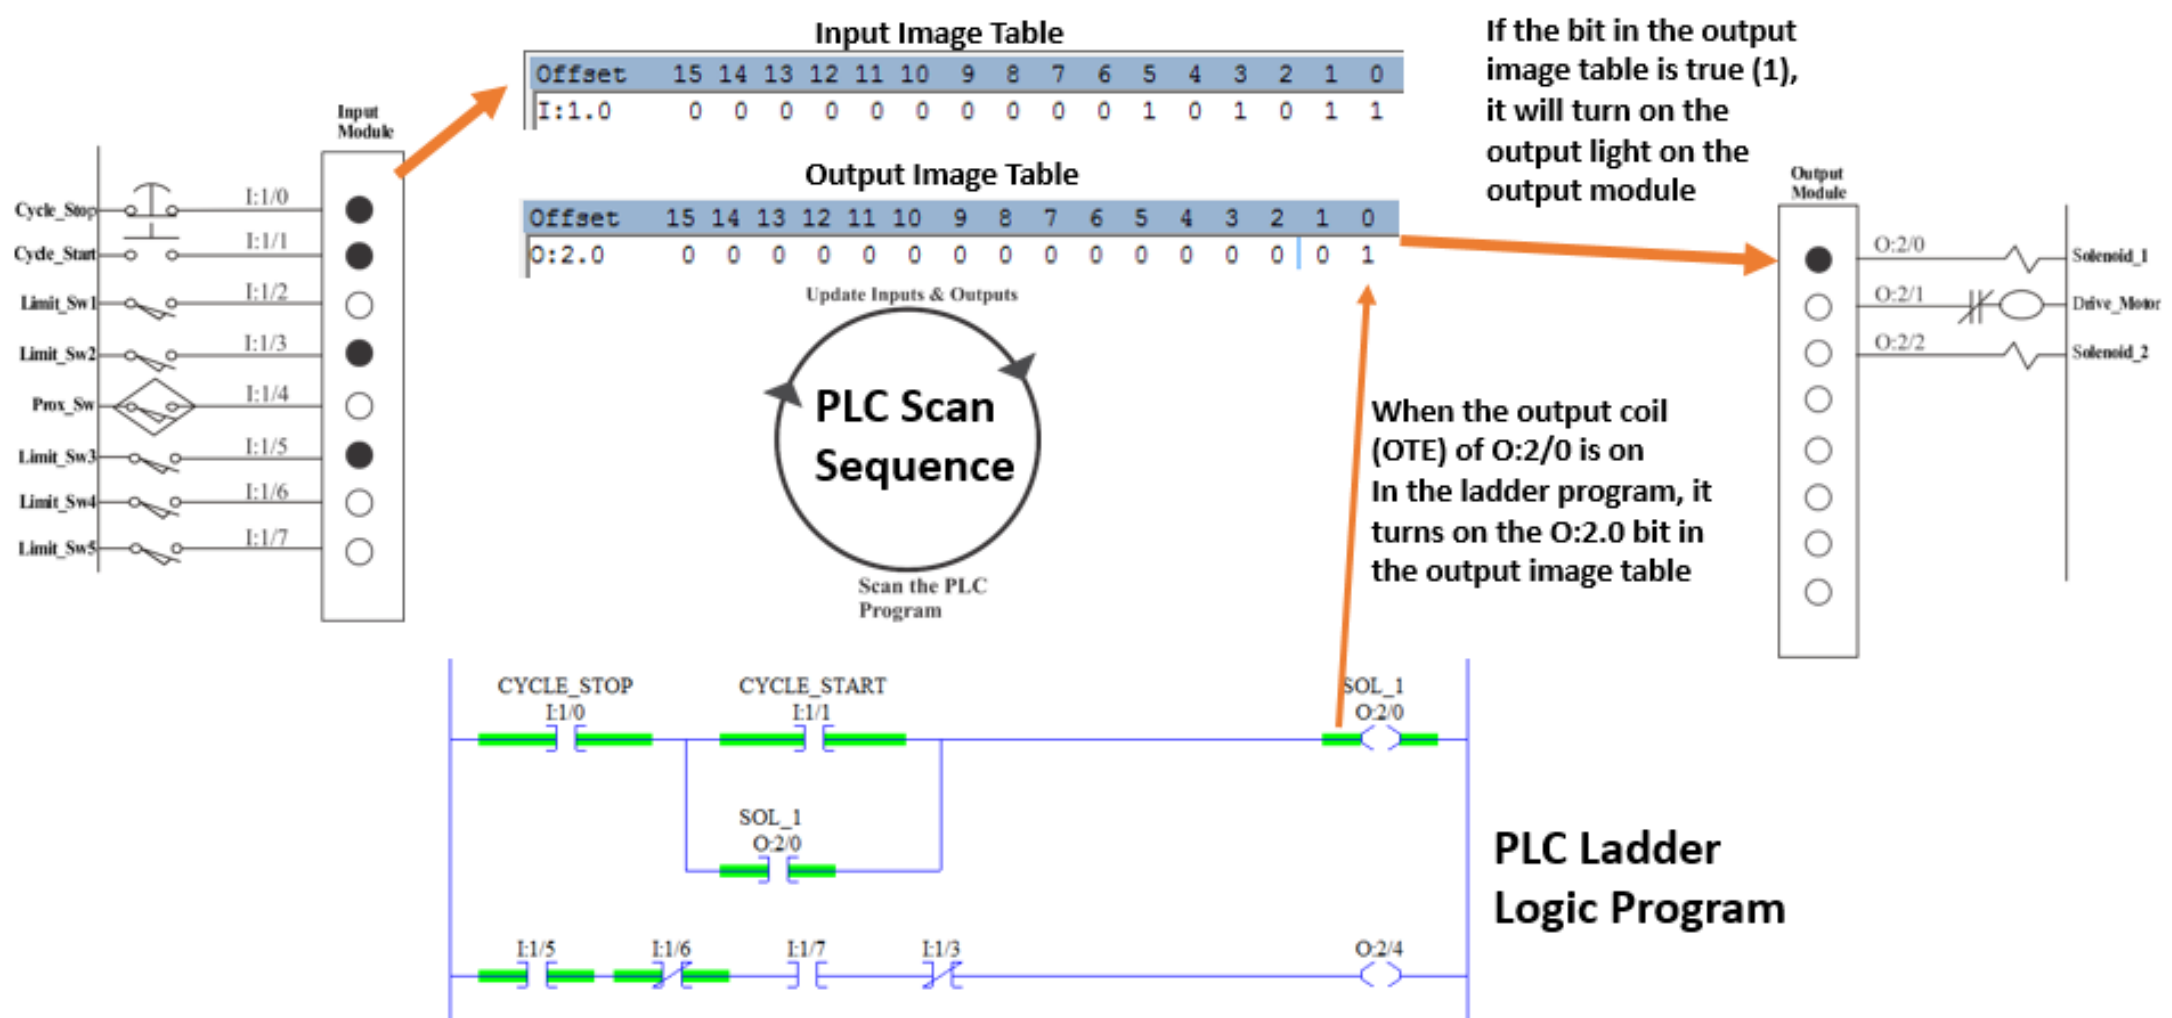 Input Image Table
Offset 15 14 13 12 11 10 9 8 7 6 5 4 3 2 1 0
I:1.0 0 0 0 0 0 0 0 0 0 0 1 0 1 0 1 1
Output Image Table
Offset 15 14 13 12 11 10 9 8 7 6 5 4 3 2 1 0
O:2.0 0 0 0 0 0 0 0 0 0 0 0 0 0 0 0 1
If the bit in the output
image table is true (1),
it will turn on the
output light on the
output module
Input
Module
Cycle_Stop I:1/0
Cycle_Start I:1/1
Limit_Sw1 I:1/2
Limit_Sw2 I:1/3
Prox_Sw I:1/4
Limit_Sw3 I:1/5
Limit_Sw4 I:1/6
Limit_Sw5 I:1/7
Update Inputs & Outputs
PLC Scan
Sequence
Scan the PLC
Program
Output
Module
O:2/0 Solenoid_1
O:2/1 Drive_Motor
O:2/2 Solenoid_2
When the output coil
(OTE) of O:2/0 is on
In the ladder program, it
turns on the O:2.0 bit in
the output image table
CYCLE_STOP CYCLE_START SOL_1
I:1/0 I:1/1 O:2/0
SOL_1
O:2/0
PLC Ladder
Logic Program
I:1/5 I:1/6 I:1/7 I:1/3 O:2/4